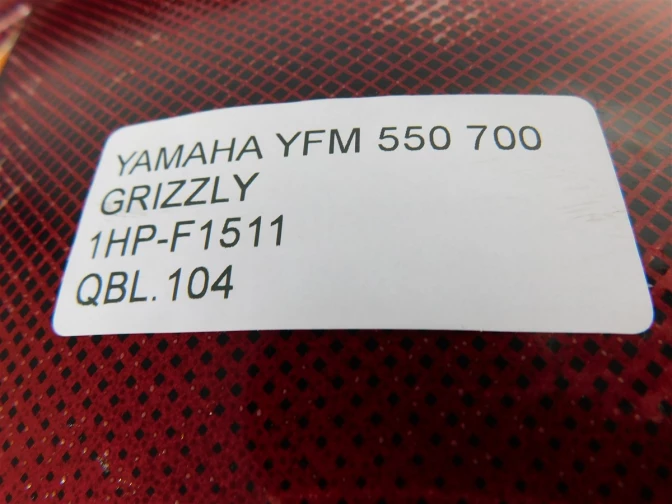 YAMAHA YFM 550 700
GRIZZLY
1HP-F1511
QBL.104